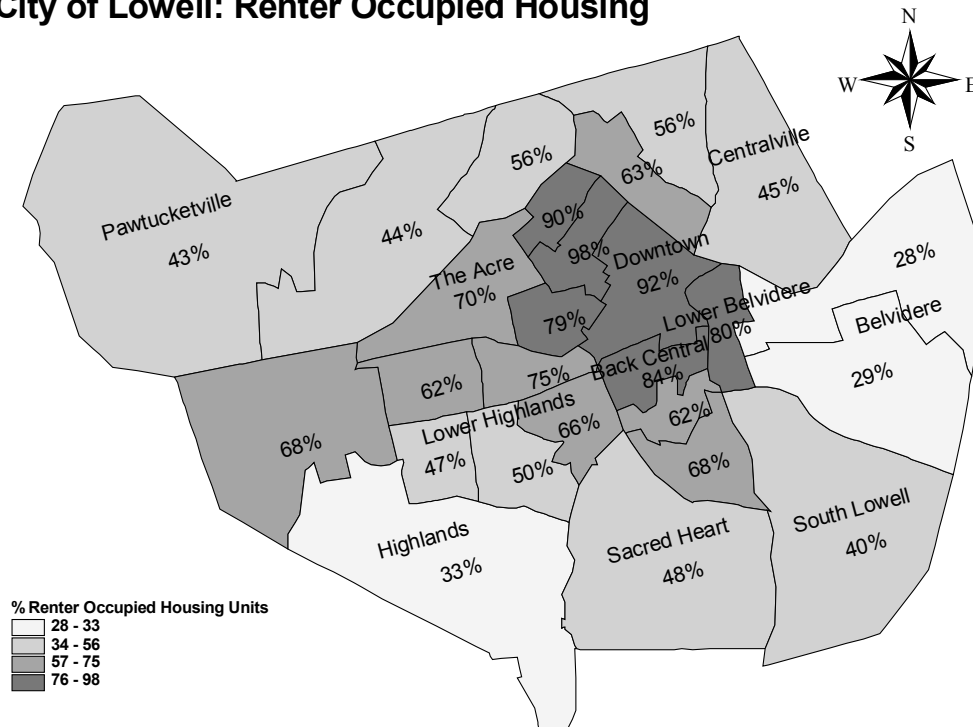 City of Lowell: Renter Occupied Housing
N
W
E
S
56%
56%
Centralville
63%
45%
Pawtucketville
43%
44%
90%
98%
Downtown
92%
28%
The Acre
70%
79%
Lower Belvidere
80%
Belvidere
29%
Back Central
84%
62%
75%
Lower Highlands
66%
62%
68%
47%
50%
68%
Highlands
33%
Sacred Heart
48%
South Lowell
40%
% Renter Occupied Housing Units
28 - 33
34 - 56
57 - 75
76 - 98